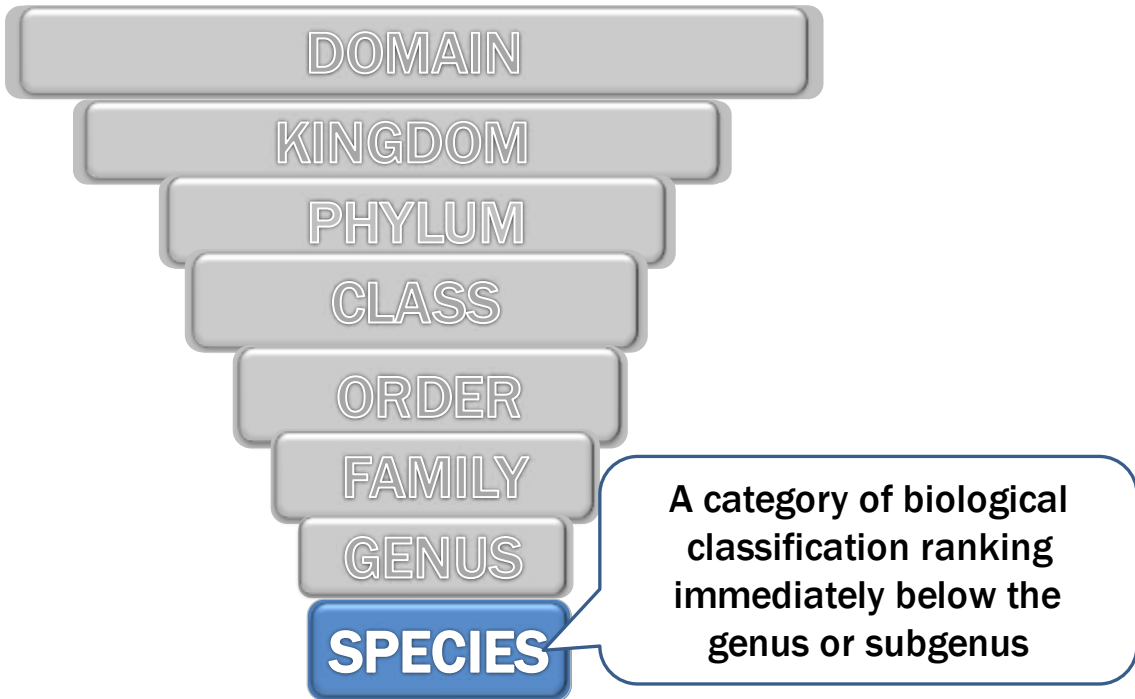 DOMAIN
KINGDOM
PHYLUM
CLASS
ORDER
FAMILY
GENUS
SPECIES
A category of biological
classification ranking
immediately below the
genus or subgenus